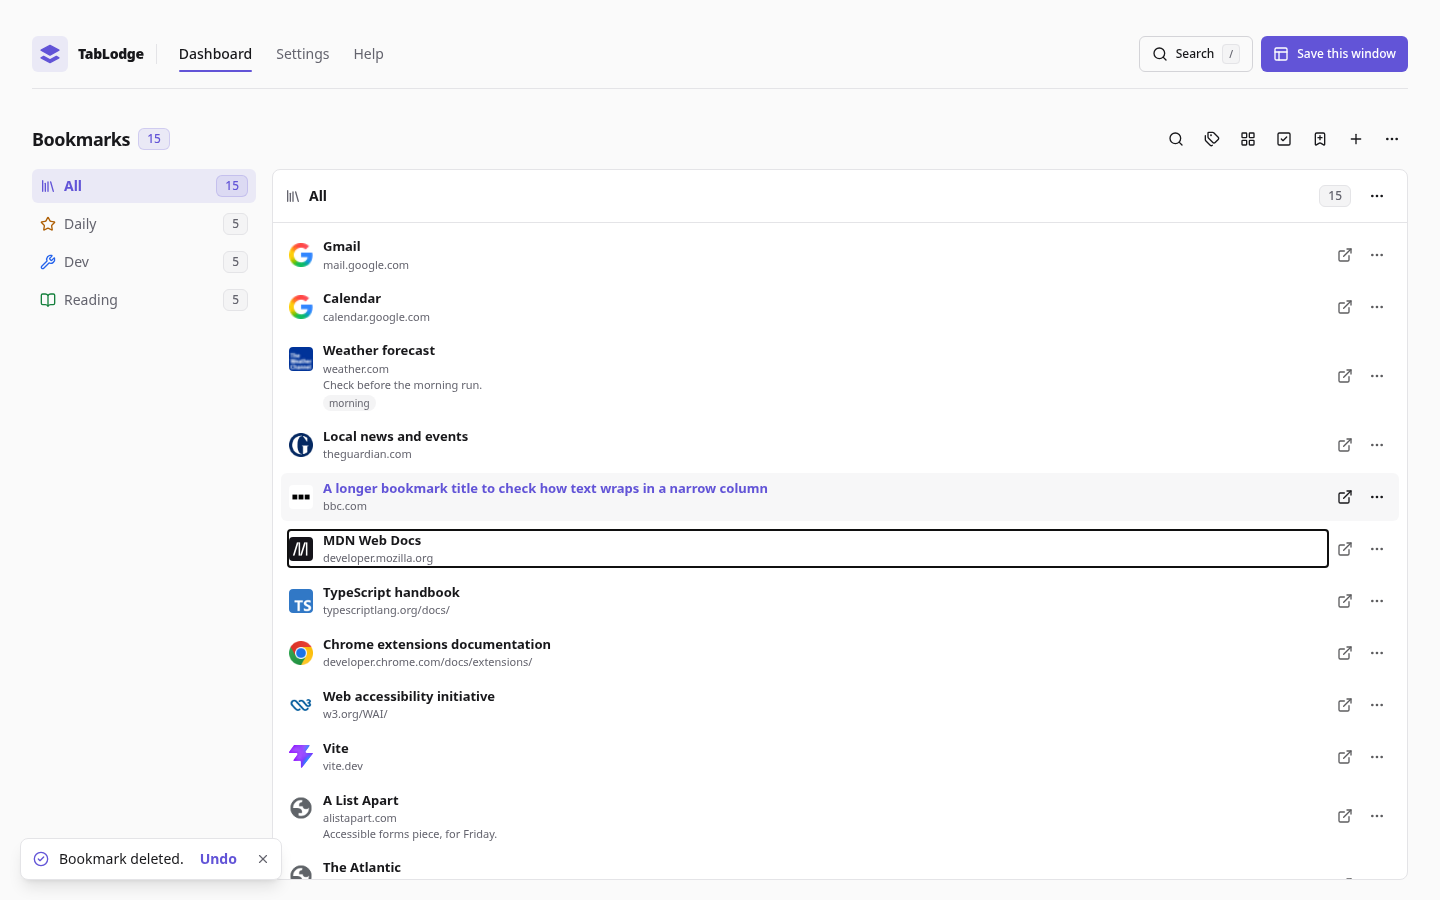 TabLodge
Dashboard
Settings
Help
Search /
Save this window
Bookmarks 15
All 15
Daily 5
Dev 5
Reading 5
All 15
Gmail
mail.google.com
Calendar
calendar.google.com
The Weather Channel
Weather forecast
weather.com
Check before the morning run.
morning
Local news and events
theguardian.com
A longer bookmark title to check how text wraps in a narrow column
bbc.com
MDN Web Docs
developer.mozilla.org
TS
TypeScript handbook
typescriptlang.org/docs/
Chrome extensions documentation
developer.chrome.com/docs/extensions/
Web accessibility initiative
w3.org/WAI/
Vite
vite.dev
A List Apart
alistapart.com
Accessible forms piece, for Friday.
The Atlantic
Bookmark deleted. Undo